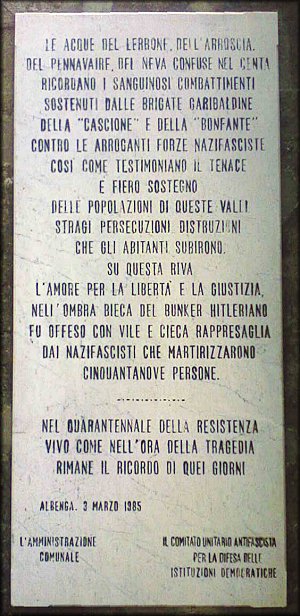 LE ACQUE DEL LERRONE, DELL'ARROSCIA,
DEL PENNAVAIRE, DEL NEVA CONFUSE NEL CENTA
RICORDANO I SANGUINOSI COMBATTIMENTI
SOSTENUTI DALLE BRIGATE GARIBALDINE
DELLA "CASCIONE" E DELLA "BONFANTE"
CONTRO LE ARROGANTI FORZE NAZIFASCISTE
COSI COME TESTIMONIANO IL TENACE
E FIERO SOSTEGNO
DELLE POPOLAZIONI DI QUESTE VALLI
STRAGI PERSECUZIONI DISTRUZIONI
CHE GLI ABITANTI SUBIRONO.
SU QUESTA RIVA
L'AMORE PER LA LIBERTÀ E LA GIUSTIZIA,
NELL'OMBRA BIECA DEL BUNKER HITLERIANO
FU OFFESO CON VILE E CIECA RAPPRESAGLIA
DAI NAZIFASCISTI CHE MARTIRIZZARONO
CINQUANTANOVE PERSONE.
NEL QUARANTENNALE DELLA RESISTENZA
VIVO COME NELL'ORA DELLA TRAGEDIA
RIMANE IL RICORDO DI QUEI GIORNI
ALBENGA. 3 MARZO 1985
L'AMMINISTRAZIONE
COMUNALE
IL COMITATO UNITARIO ANTIFASCISTA
PER LA DIFESA DELLE
ISTITUZIONI DEMOCRATICHE